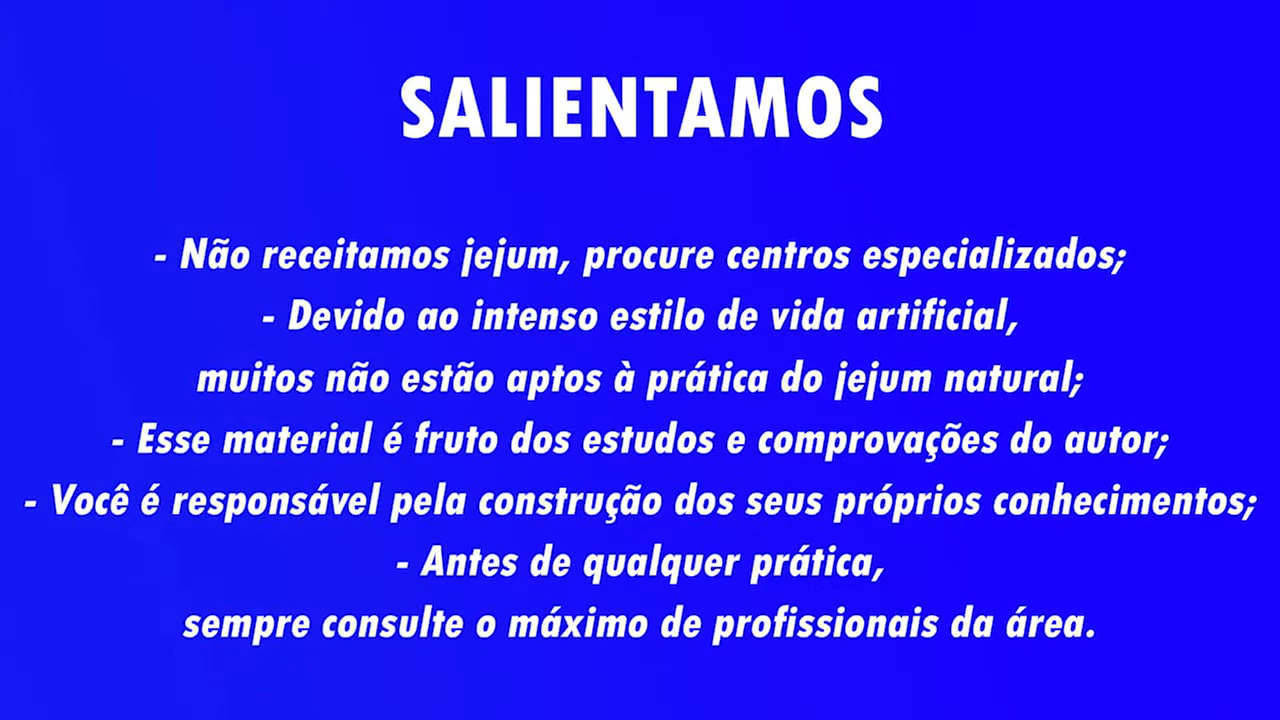 SALIENTAMOS
- Não receitamos jejum, procure centros especializados;
- Devido ao intenso estilo de vida artificial,
muitos não estão aptos à prática do jejum natural;
- Esse material é fruto dos estudos e comprovações do autor;
- Você é responsável pela construção dos seus próprios conhecimentos;
- Antes de qualquer prática,
sempre consulte o máximo de profissionais da área.